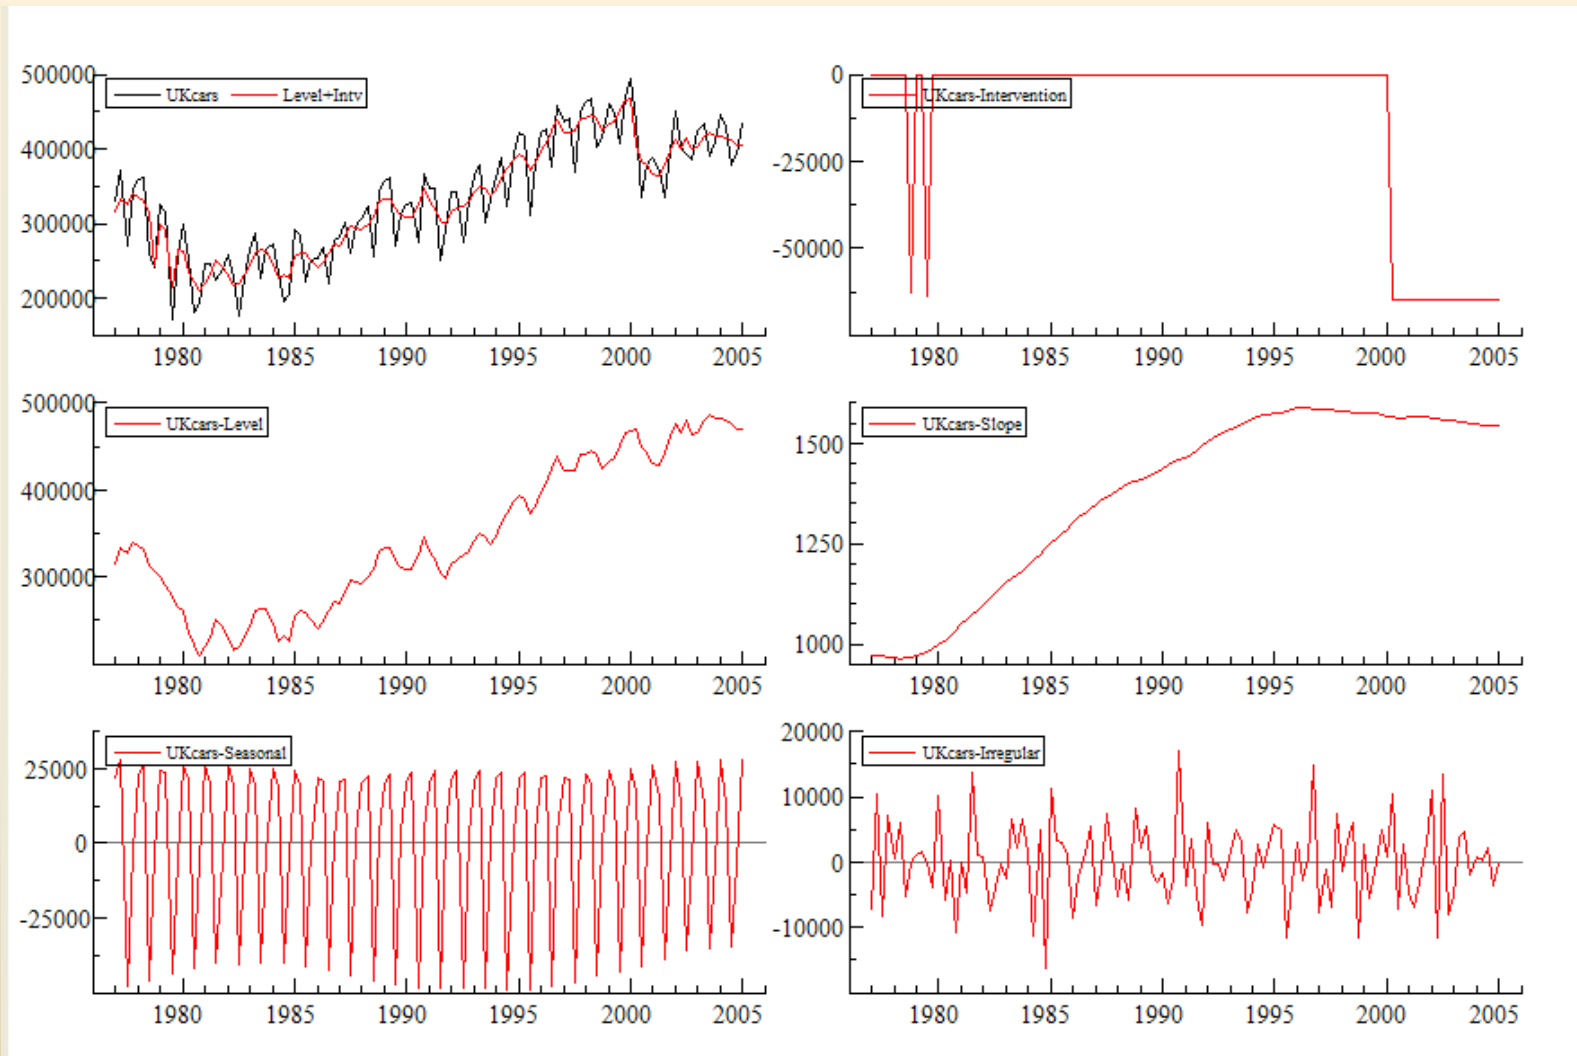 500000
UKcars Level+Intv
400000
300000
200000
1980 1985 1990 1995 2000 2005
0
UKcars-Intervention
-25000
-50000
1980 1985 1990 1995 2000 2005
500000
UKcars-Level
400000
300000
1980 1985 1990 1995 2000 2005
UKcars-Slope
1500
1250
1000
1980 1985 1990 1995 2000 2005
UKcars-Seasonal
25000
0
-25000
1980 1985 1990 1995 2000 2005
20000
UKcars-Irregular
10000
0
-10000
1980 1985 1990 1995 2000 2005